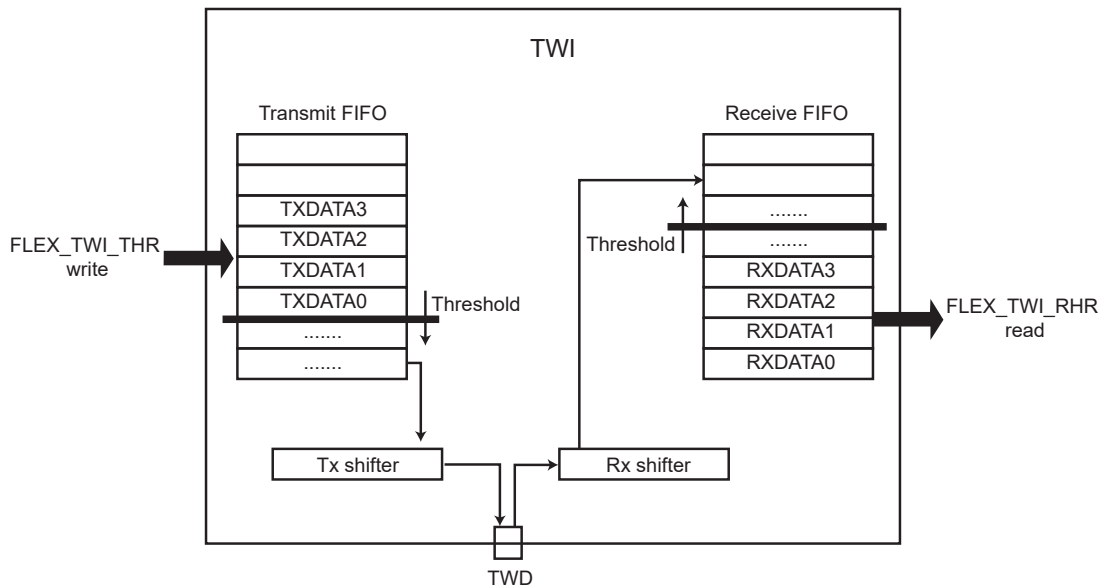 TWI
Transmit FIFO
TXDATA3
TXDATA2
TXDATA1
TXDATA0
.......
.......
FLEX_TWI_THR
write
Threshold
Receive FIFO
.......
.......
RXDATA3
RXDATA2
RXDATA1
RXDATA0
Threshold
FLEX_TWI_RHR
read
Tx shifter
Rx shifter
TWD